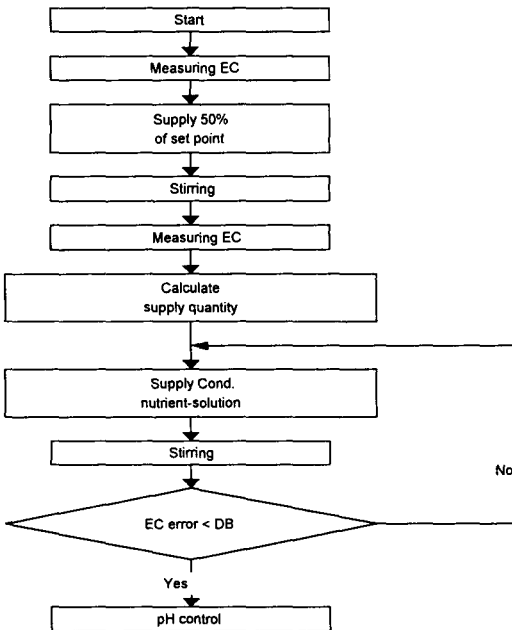 Start
Measuring EC
Supply 50%
of set point
Stirring
Measuring EC
Calculate
supply quantity
Supply Cond.
nutrient-solution
Stirring
No
EC error < DB
Yes
pH control